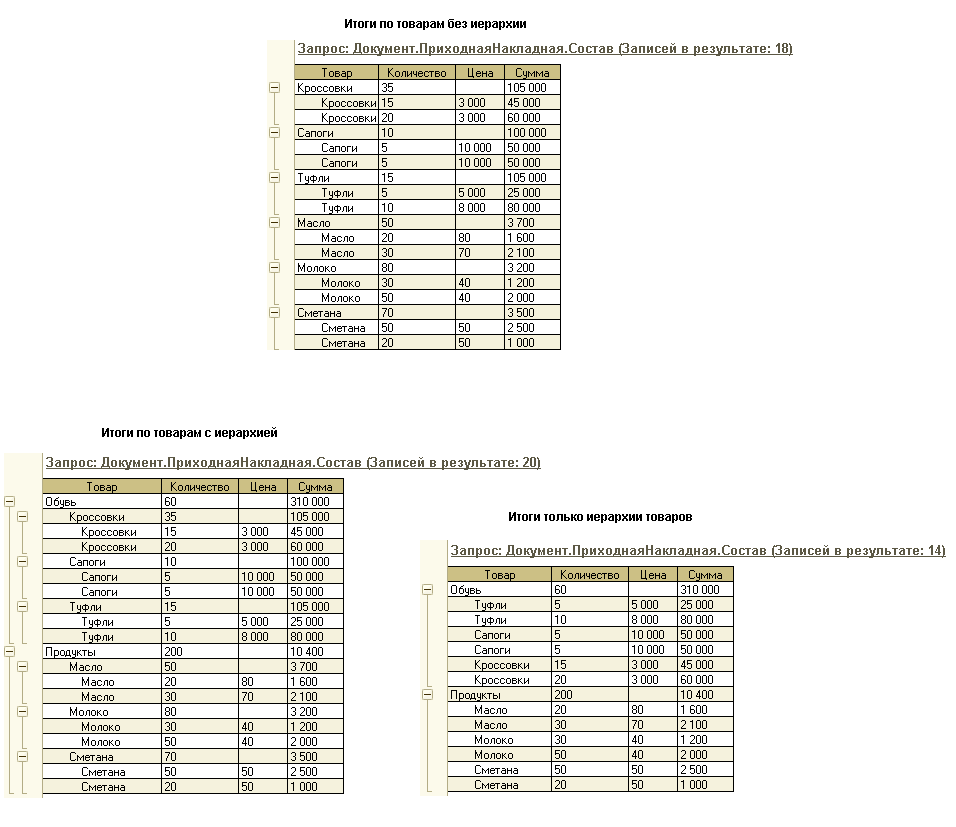 Итоги по товарам без иерархии
Запрос: Документ.ПриходнаяНакладная.Состав (Записей в результате: 18)
Товар Количество Цена Сумма
Кроссовки 35 105 000
Кроссовки 15 3 000 45 000
Кроссовки 20 3 000 60 000
Сапоги 10 100 000
Сапоги 5 10 000 50 000
Сапоги 5 10 000 50 000
Туфли 15 105 000
Туфли 5 5 000 25 000
Туфли 10 8 000 80 000
Масло 50 3 700
Масло 20 80 1 600
Масло 30 70 2 100
Молоко 80 3 200
Молоко 30 40 1 200
Молоко 50 40 2 000
Сметана 70 3 500
Сметана 50 50 2 500
Сметана 20 50 1 000
Итоги по товарам с иерархией
Запрос: Документ.ПриходнаяНакладная.Состав (Записей в результате: 20)
Товар Количество Цена Сумма
Обувь 60 310 000
Кроссовки 35 105 000
Кроссовки 15 3 000 45 000
Кроссовки 20 3 000 60 000
Сапоги 10 100 000
Сапоги 5 10 000 50 000
Сапоги 5 10 000 50 000
Туфли 15 105 000
Туфли 5 5 000 25 000
Туфли 10 8 000 80 000
Продукты 200 10 400
Масло 50 3 700
Масло 20 80 1 600
Масло 30 70 2 100
Молоко 80 3 200
Молоко 30 40 1 200
Молоко 50 40 2 000
Сметана 70 3 500
Сметана 50 50 2 500
Сметана 20 50 1 000
Итоги только иерархии товаров
Запрос: Документ.ПриходнаяНакладная.Состав (Записей в результате: 14)
Товар Количество Цена Сумма
Обувь 60 310 000
Туфли 5 5 000 25 000
Туфли 10 8 000 80 000
Сапоги 5 10 000 50 000
Сапоги 5 10 000 50 000
Кроссовки 15 3 000 45 000
Кроссовки 20 3 000 60 000
Продукты 200 10 400
Масло 20 80 1 600
Масло 30 70 2 100
Молоко 30 40 1 200
Молоко 50 40 2 000
Сметана 50 50 2 500
Сметана 20 50 1 000